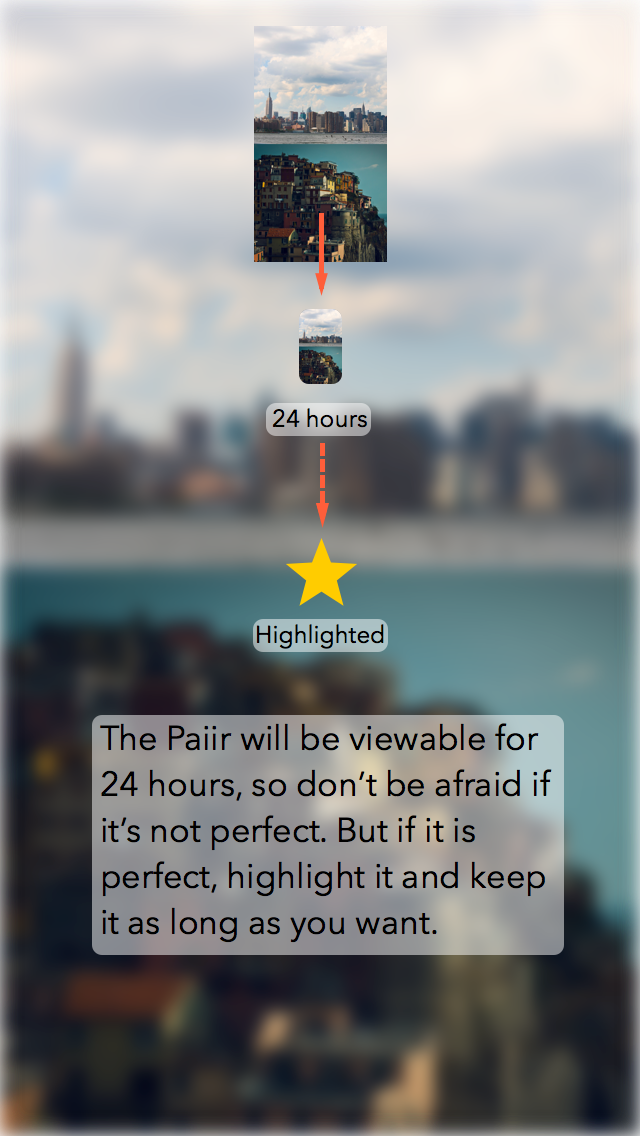 24 hours
Highlighted
The Paiir will be viewable for
24 hours, so don’t be afraid if
it’s not perfect. But if it is
perfect, highlight it and keep
it as long as you want.